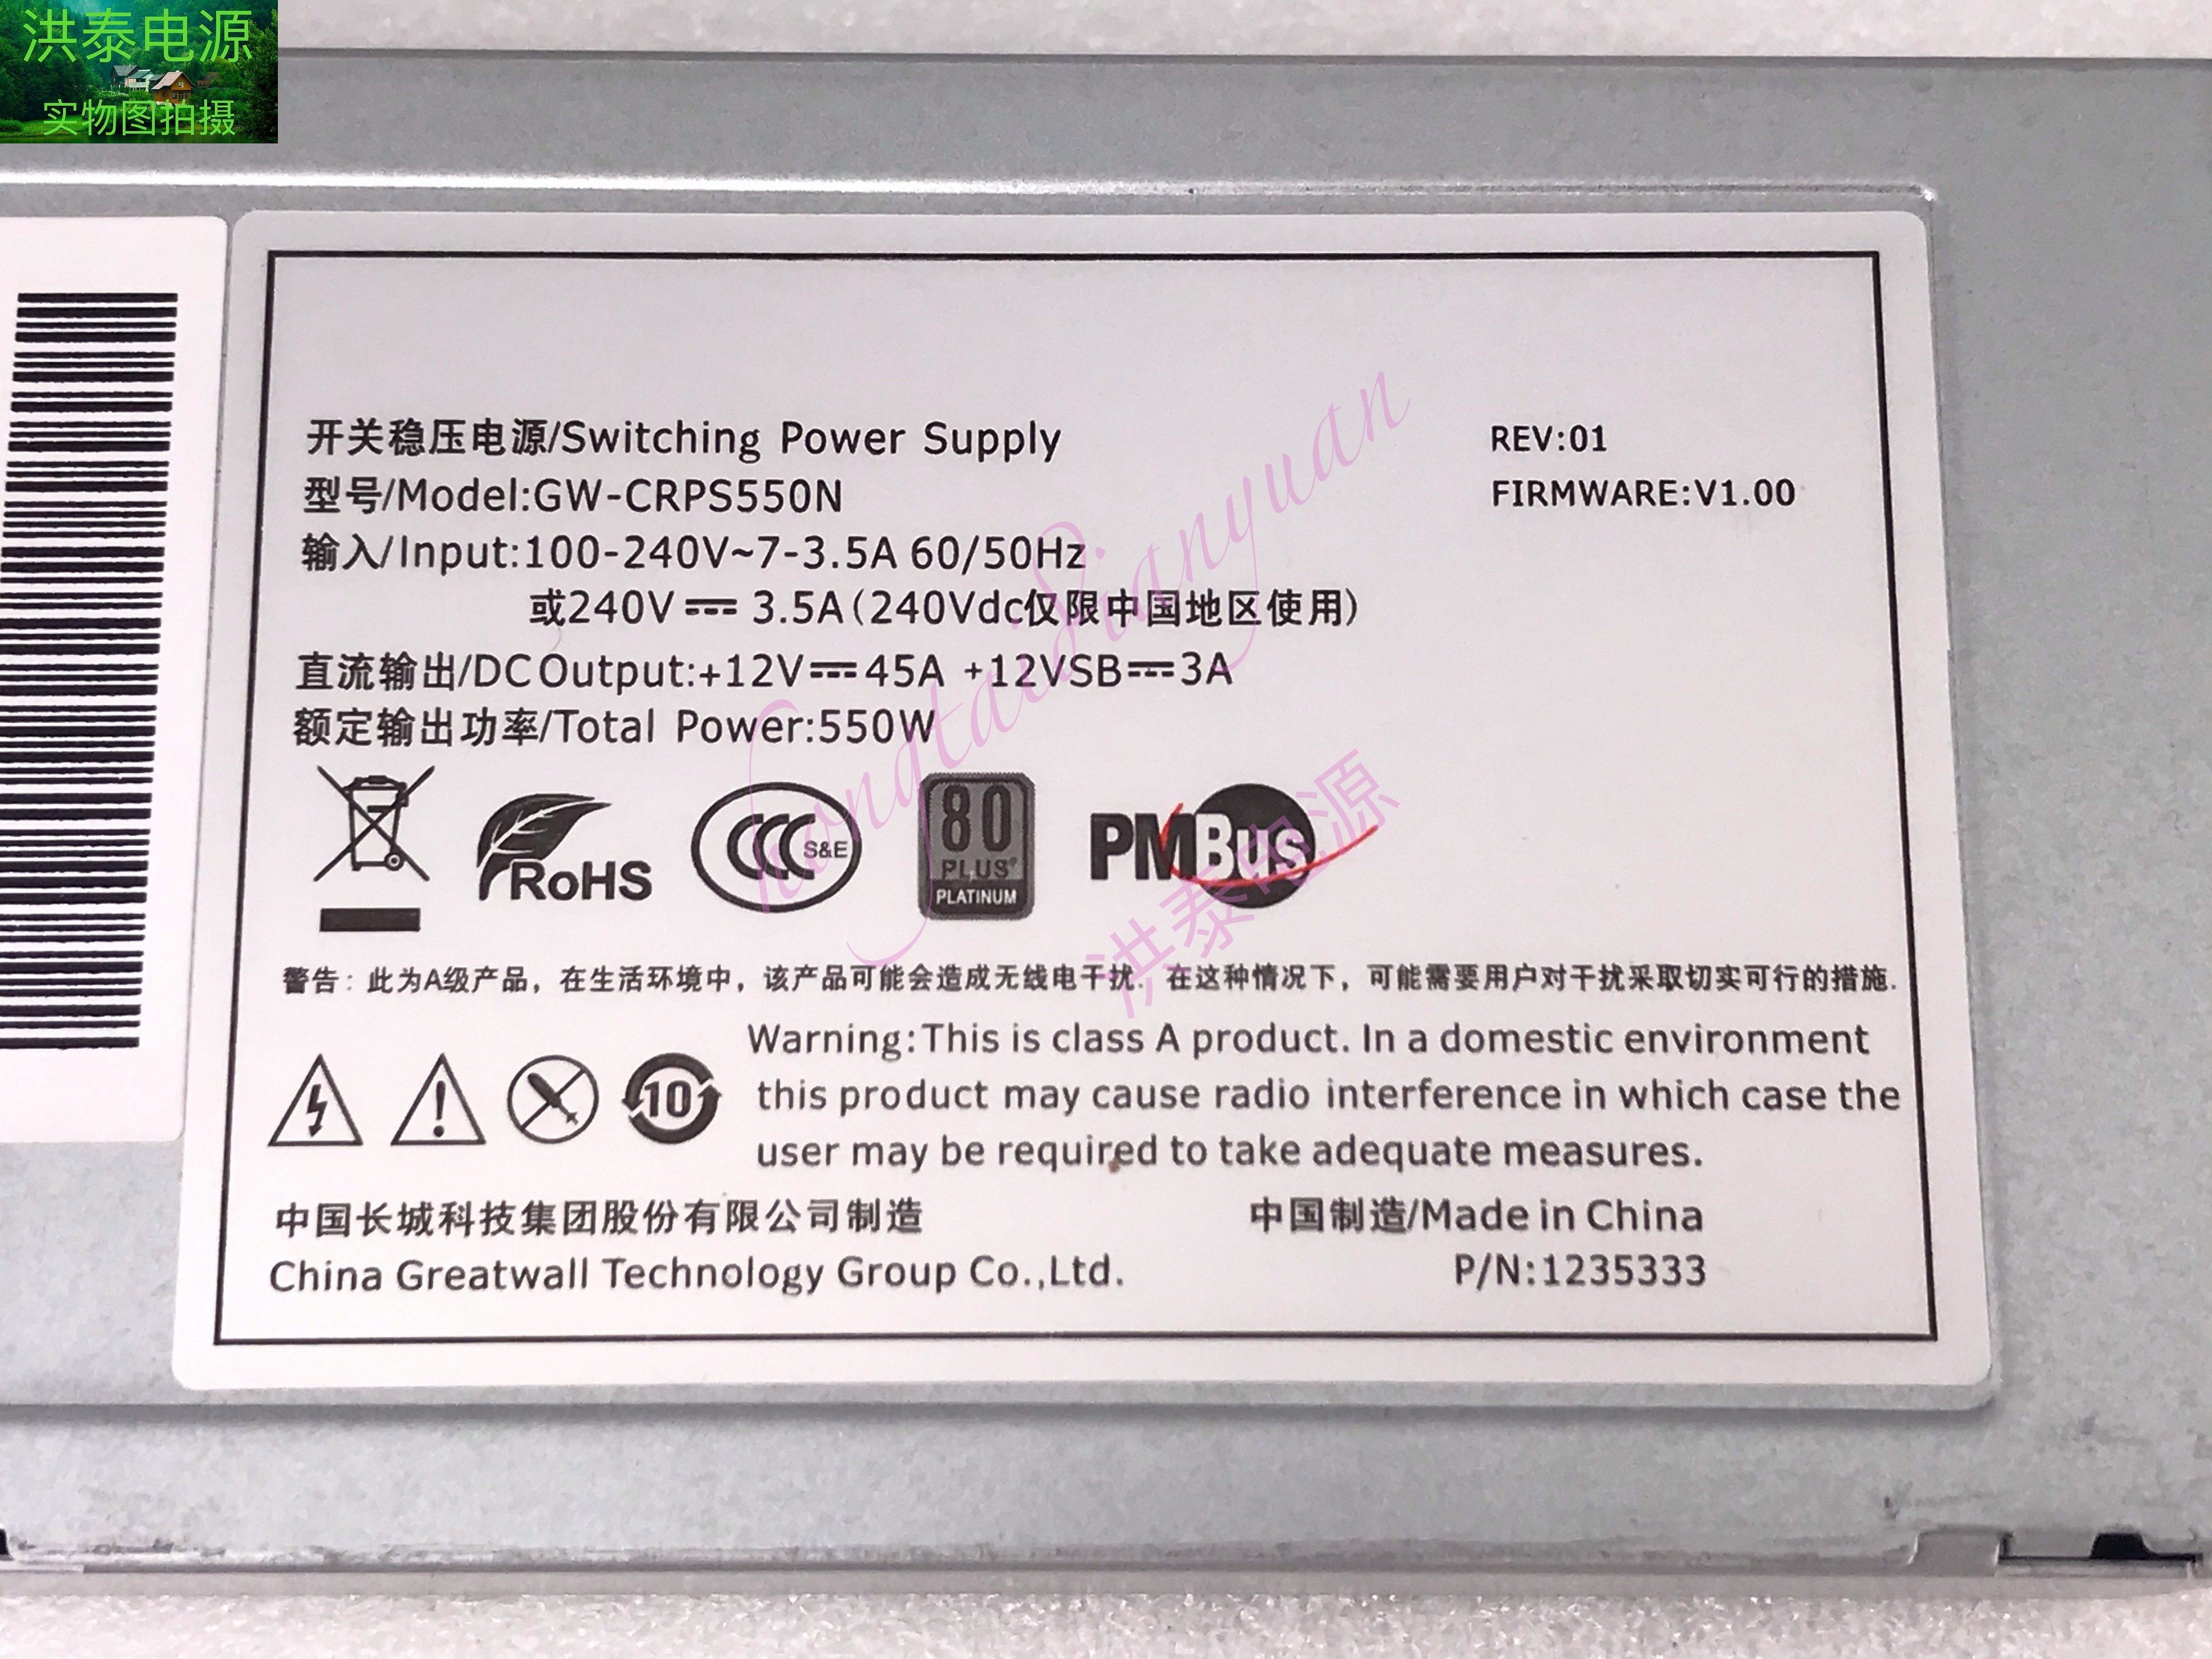 洪泰电源
实物图拍摄
开关稳压电源/Switching Power Supply
REV:01
型号/Model:GW-CRPS550N
FIRMWARE:V1.00
输入/Input:100-240V~7-3.5A 60/50Hz
或240V⎓3.5A(240Vdc仅限中国地区使用)
直流输出/DC Output:+12V⎓45A +12VSB⎓3A
额定输出功率/Total Power:550W
RoHS
CCC S&E
80 PLUS® PLATINUM
PMBus
警告: 此为A级产品, 在生活环境中, 该产品可能会造成无线电干扰. 在这种情况下, 可能需要用户对干扰采取切实可行的措施.
Warning:This is class A product. In a domestic environment
this product may cause radio interference in which case the
user may be required to take adequate measures.
10
中国长城科技集团股份有限公司制造
中国制造/Made in China
China Greatwall Technology Group Co.,Ltd.
P/N:1235333
hongtaidianyuan
洪泰电源